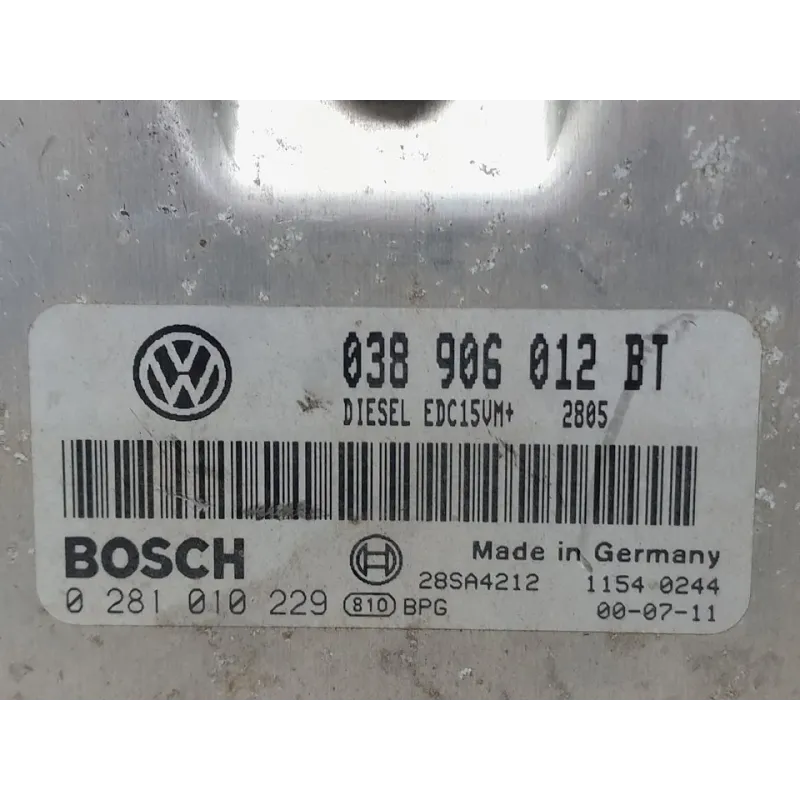 038 906 012 BT
DIESEL EDC15VM+ 2805
BOSCH
Made in Germany
28SA4212 1154 0244
0 281 010 229 810 BPG 00-07-11